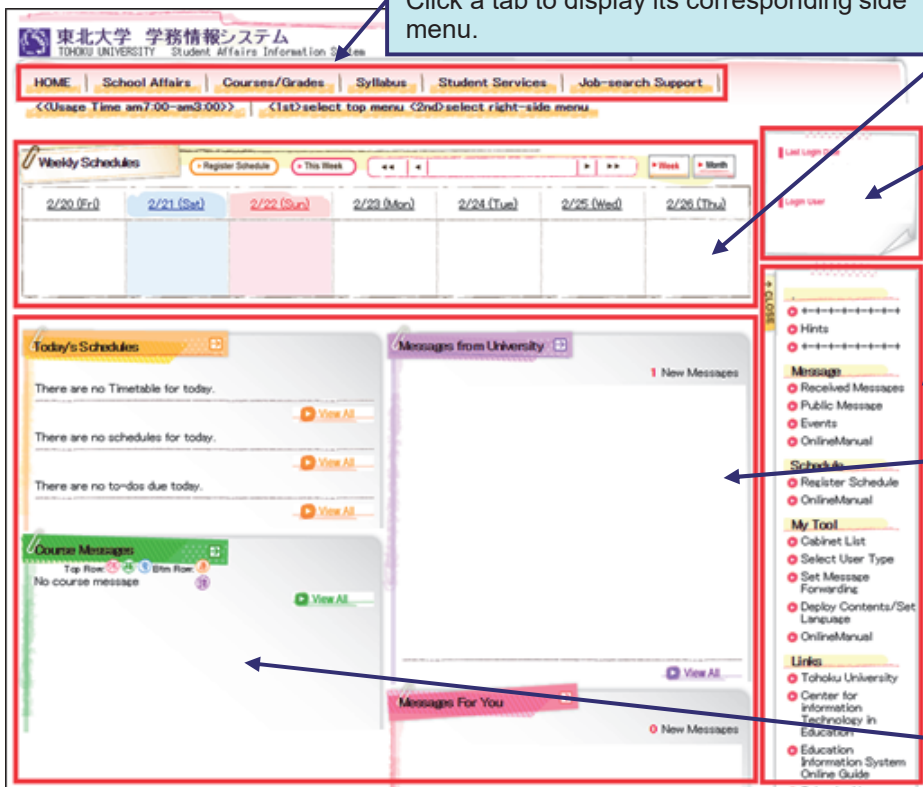 Click a tab to display its corresponding side
menu.
東北大学 学務情報システム
TOHOKU UNIVERSITY Student Affairs Information System
HOME | School Affairs | Courses/Grades | Syllabus | Student Services | Job-search Support |
<<Usage Time am7:00-am3:00>> | <1st>select top menu <2nd>select right-side menu
Weekly Schedules
Register Schedule
This Week
Week
Month
2/20 (Fri) 2/21 (Sat) 2/22 (Sun) 2/23 (Mon) 2/24 (Tue) 2/25 (Wed) 2/26 (Thu)
Last Login Date
Login User
Today's Schedules
There are no Timetable for today.
View All
There are no schedules for today.
View All
There are no to-dos due today.
View All
Course Messages
Top Row: Btm Row:
No course message
View All
Messages from University
1 New Messages
View All
Messages For You
0 New Messages
CLOSE
+-+-+-+-+-+-+-+
Hints
+-+-+-+-+-+-+-+
Message
Received Messages
Public Message
Events
OnlineManual
Schedule
Register Schedule
OnlineManual
My Tool
Cabinet List
Select User Type
Set Message
Forwarding
Deploy Contents/Set
Language
OnlineManual
Links
Tohoku University
Center for
information
Technology in
Education
Education
Information System
Online Guide